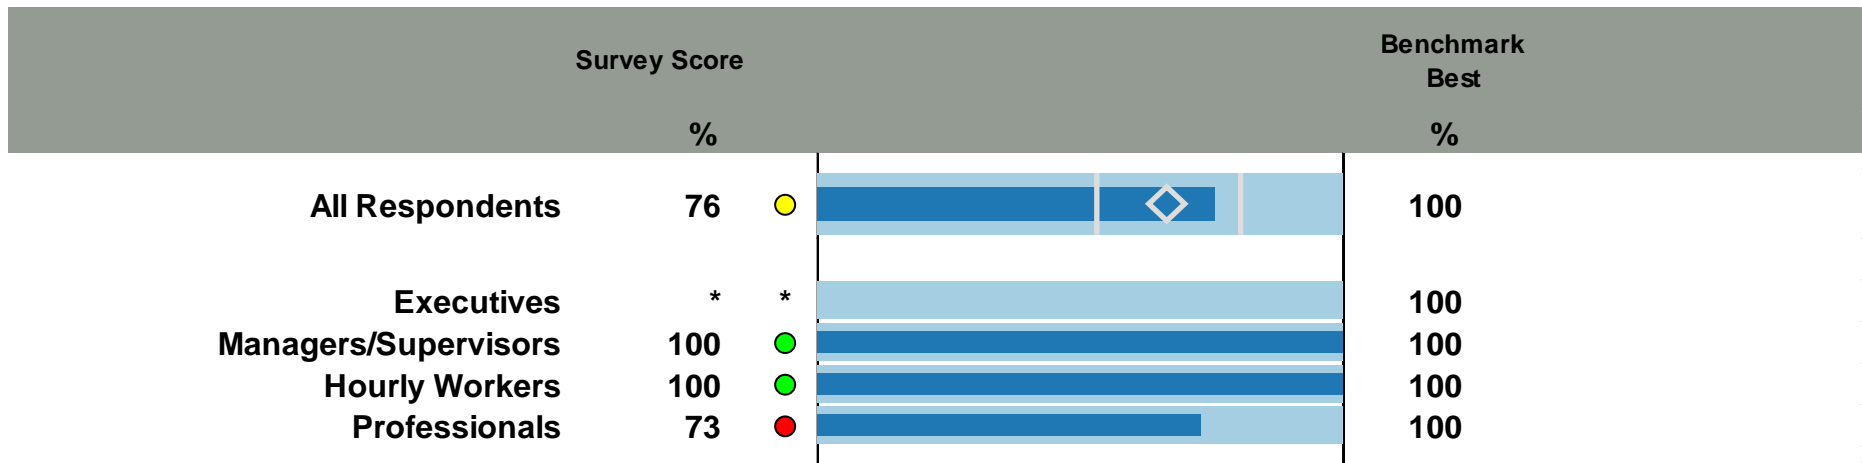 Survey Score
Benchmark
Best
% %
All Respondents 76 100
Executives * * 100
Managers/Supervisors 100 100
Hourly Workers 100 100
Professionals 73 100